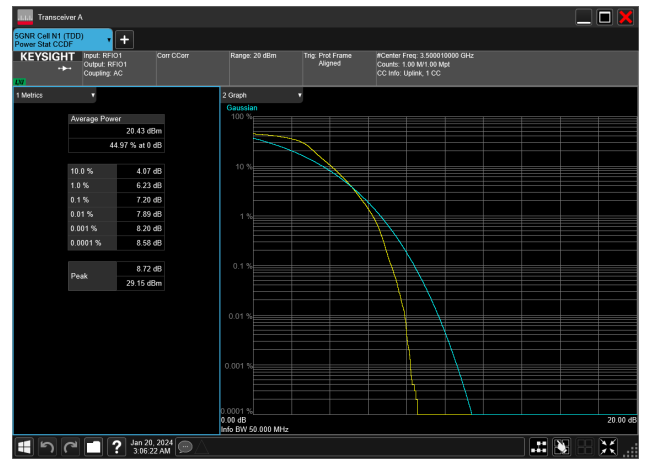 Transceiver A
5GNR Cell N1 (TDD)
Power Stat CCDF
KEYSIGHT
LXI
Input: RFIO1
Output: RFIO1
Coupling: AC
Corr CCorr
Range: 20 dBm
Trig: Prot Frame
Aligned
#Center Freq: 3.500010000 GHz
Counts: 1.00 M/1.00 Mpt
CC Info: Uplink, 1 CC
1 Metrics
Average Power
20.43 dBm
44.97 % at 0 dB
10.0 % 4.07 dB
1.0 % 6.23 dB
0.1 % 7.20 dB
0.01 % 7.89 dB
0.001 % 8.20 dB
0.0001 % 8.58 dB
Peak
8.72 dB
29.15 dBm
2 Graph
Gaussian
100 %
10 %
1 %
0.1 %
0.01 %
0.001 %
0.0001 %
0.00 dB
20.00 dB
Info BW 50.000 MHz
Jan 20, 2024
3:06:22 AM